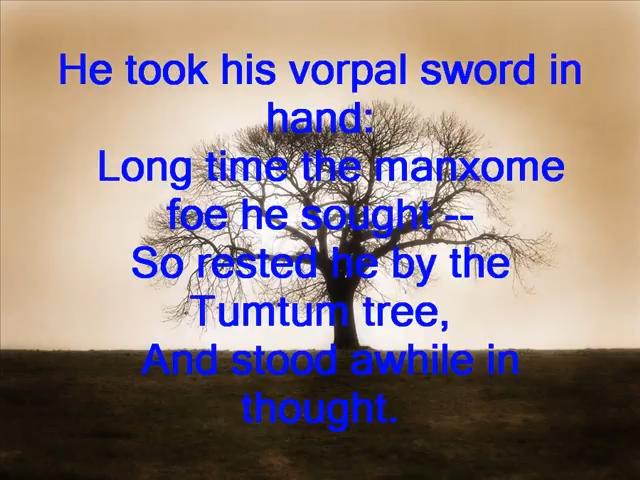 He took his vorpal sword in
hand:
Long time the manxome
foe he sought --
So rested he by the
Tumtum tree,
And stood awhile in
thought.